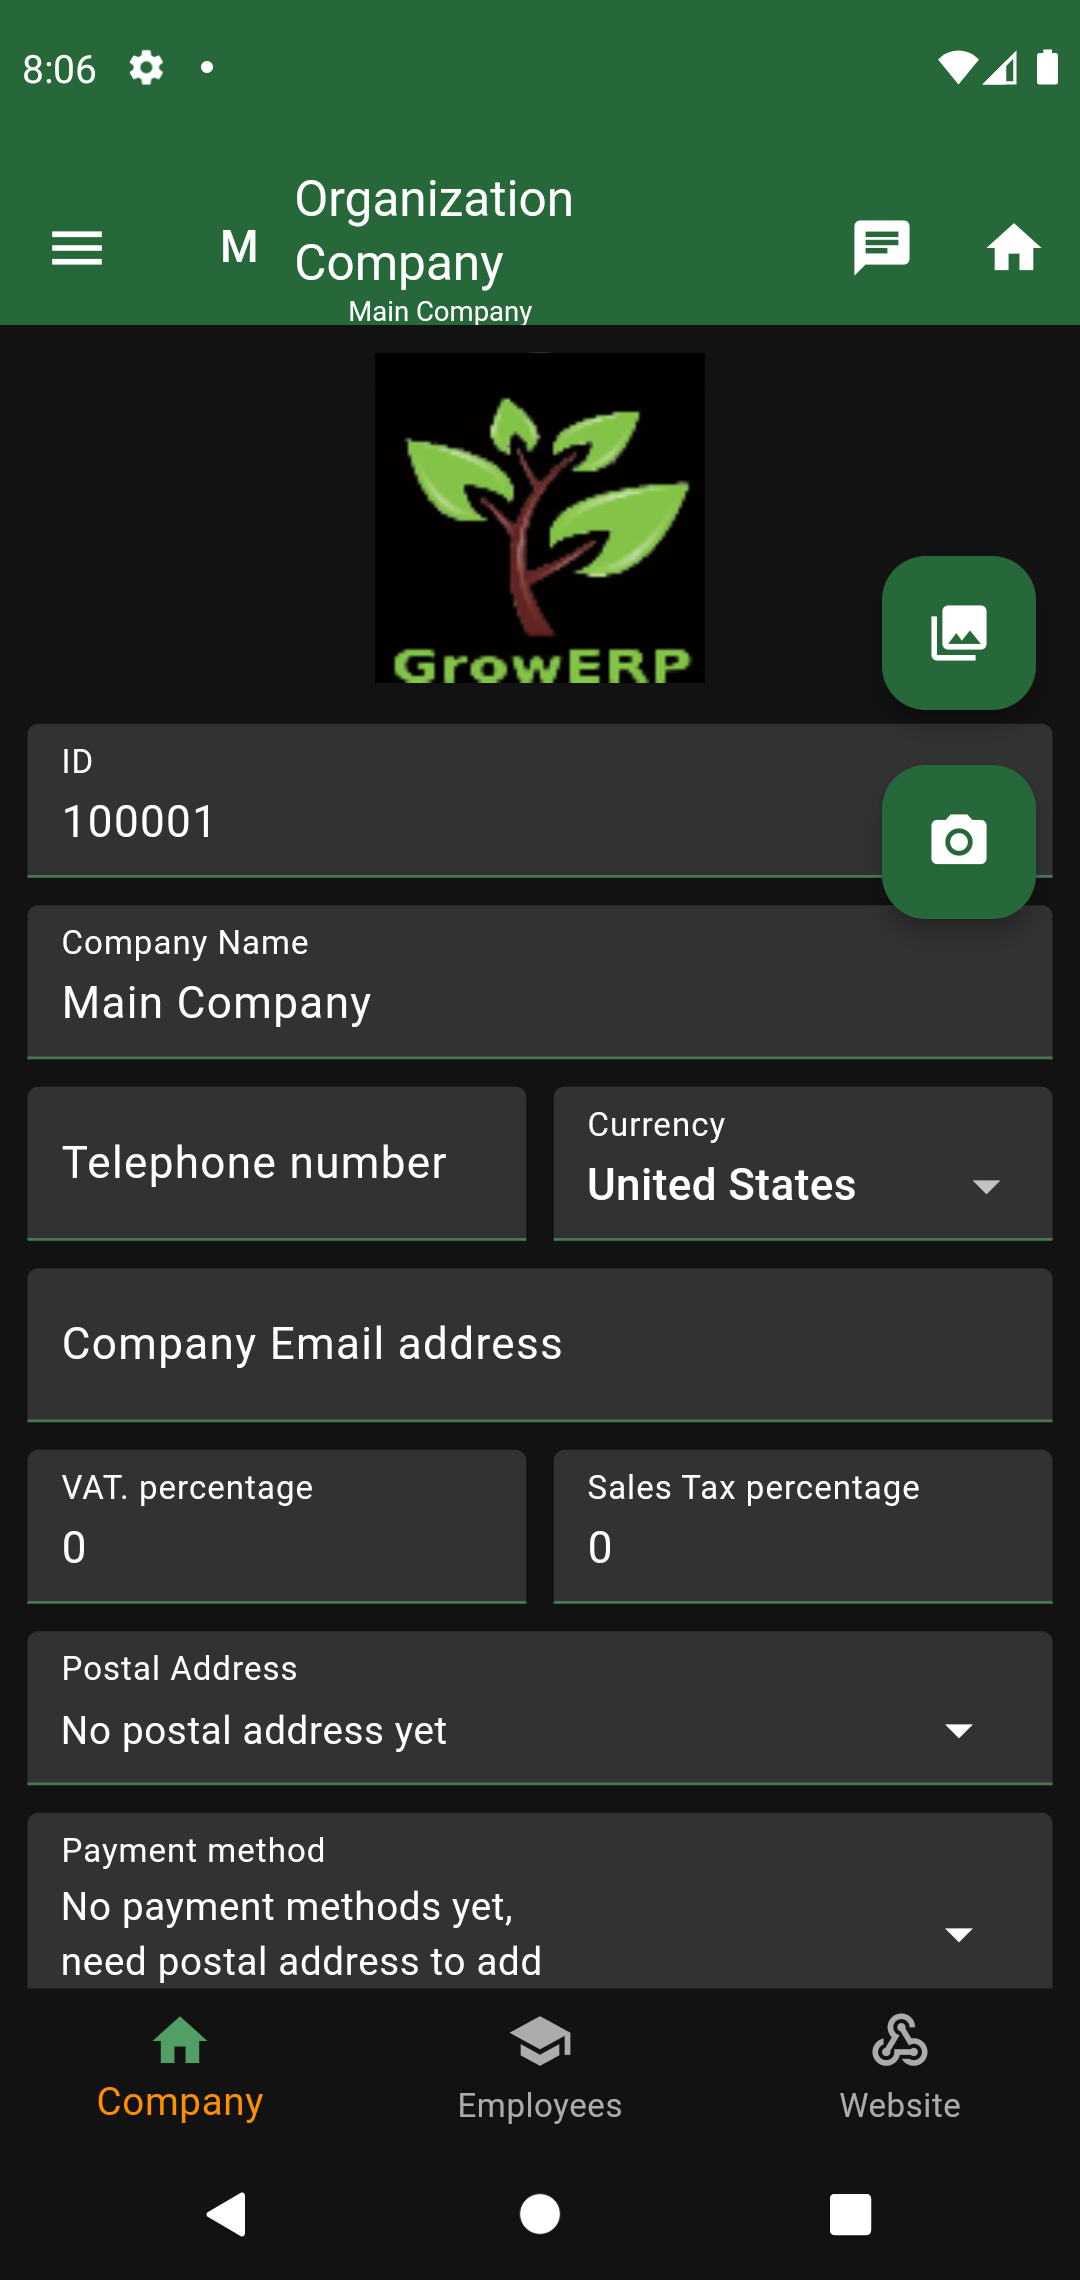 8:06
M
Organization
Company
Main Company
GrowERP
ID
100001
Company Name
Main Company
Telephone number
Currency
United States
Company Email address
VAT. percentage
0
Sales Tax percentage
0
Postal Address
No postal address yet
Payment method
No payment methods yet,
need postal address to add
Company
Employees
Website